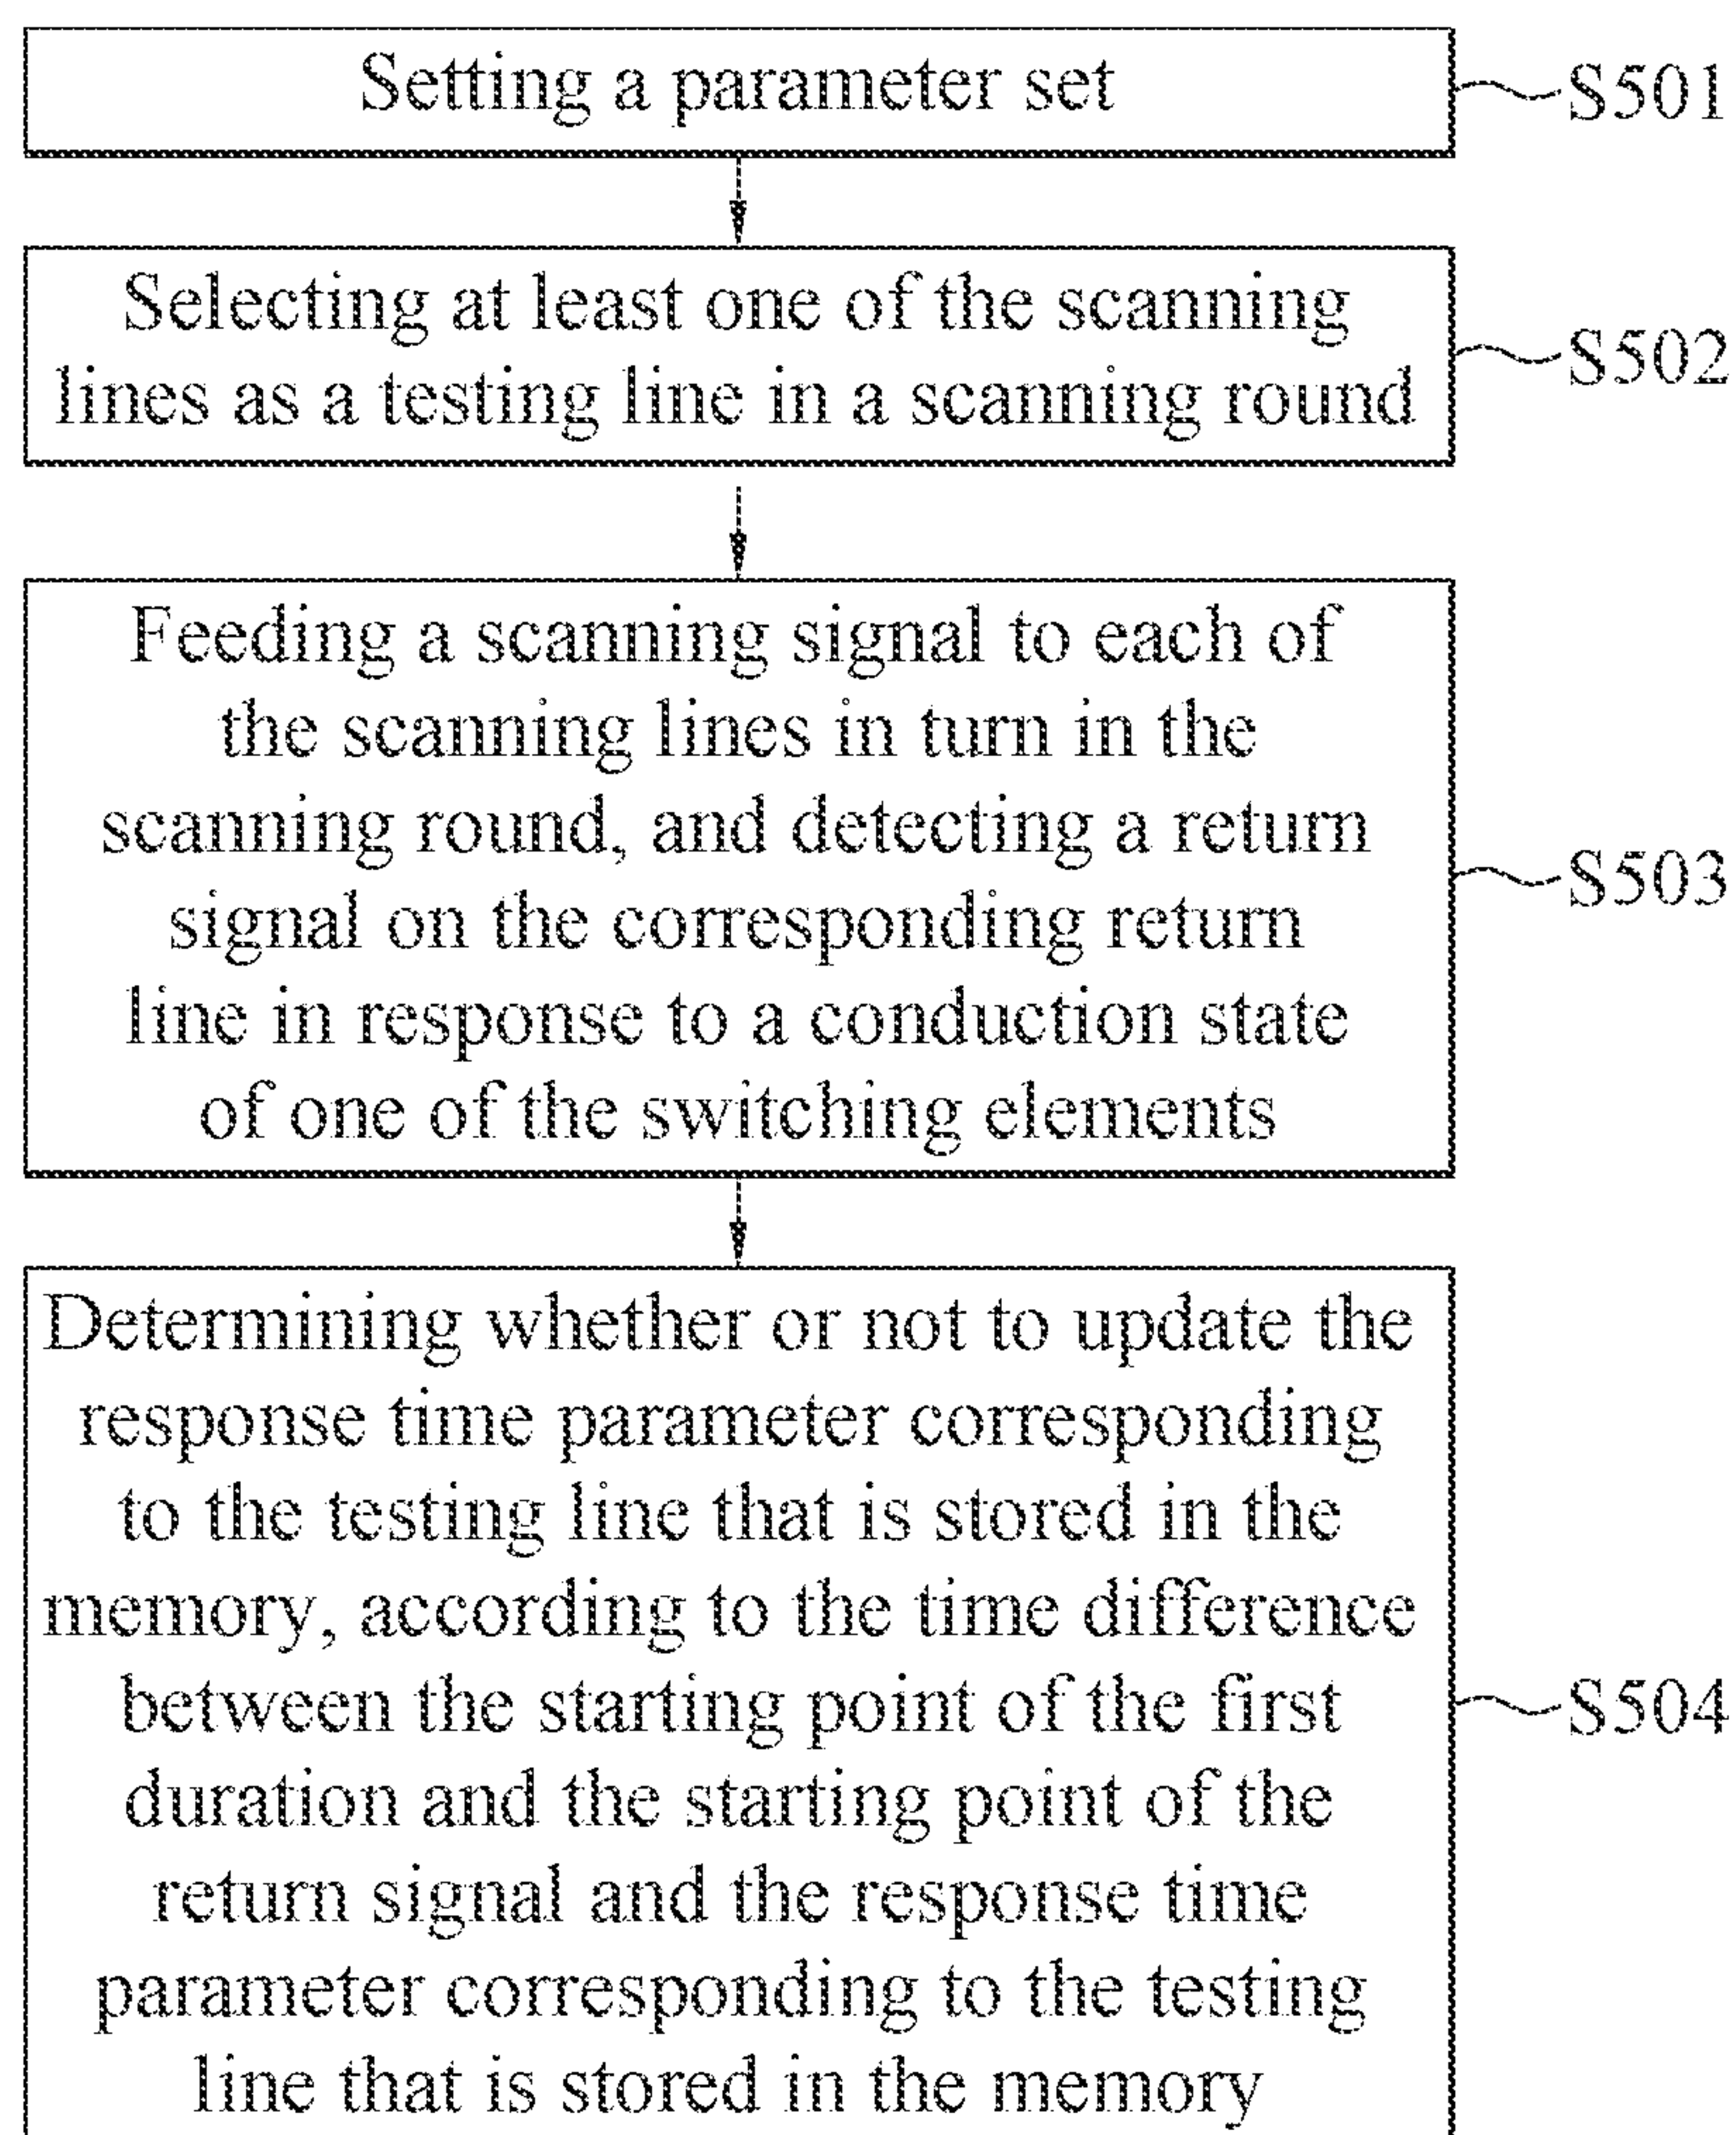 Setting a parameter set
S501
Selecting at least one of the scanning
lines as a testing line in a scanning round
S502
Feeding a scanning signal to each of
the scanning lines in turn in the
scanning round, and detecting a return
signal on the corresponding return
line in response to a conduction state
of one of the switching elements
S503
Determining whether or not to update the
response time parameter corresponding
to the testing line that is stored in the
memory, according to the time difference
between the starting point of the first
duration and the starting point of the
return signal and the response time
parameter corresponding to the testing
line that is stored in the memory
S504